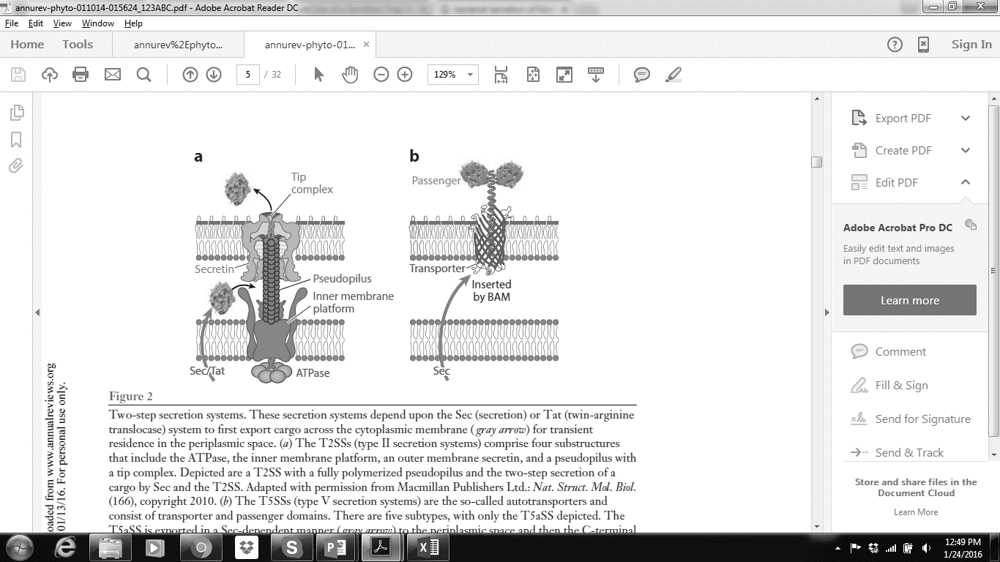 annurev-phyto-011014-015624_123ABC.pdf - Adobe Acrobat Reader DC
File Edit View Window Help
Home Tools annurev%2Ephyto... annurev-phyto-01... × ? Sign In
5 / 32 129%
Export PDF
Create PDF
Edit PDF
Adobe Acrobat Pro DC
Easily edit text and images
in PDF documents
Learn more
Comment
Fill & Sign
Send for Signature
Send & Track
Store and share files in the
Document Cloud
Learn More
a
Tip
complex
Secretin
Pseudopilus
Inner membrane
platform
Sec/Tat
ATPase
b
Passenger
Transporter
Inserted
by BAM
Sec
Figure 2
Two-step secretion systems. These secretion systems depend upon the Sec (secretion) or Tat (twin-arginine
translocase) system to first export cargo across the cytoplasmic membrane (gray arrow) for transient
residence in the periplasmic space. (a) The T2SSs (type II secretion systems) comprise four substructures
that include the ATPase, the inner membrane platform, an outer membrane secretin, and a pseudopilus with
a tip complex. Depicted are a T2SS with a fully polymerized pseudopilus and the two-step secretion of a
cargo by Sec and the T2SS. Adapted with permission from Macmillan Publishers Ltd.: Nat. Struct. Mol. Biol.
(166), copyright 2010. (b) The T5SSs (type V secretion systems) are the so-called autotransporters and
consist of transporter and passenger domains. There are five subtypes, with only the T5aSS depicted. The
T5aSS is exported in a Sec-dependent manner (gray arrow) to the periplasmic space and then the C-terminal
oaded from www.annualreviews.org
01/13/16. For personal use only.
12:49 PM
1/24/2016